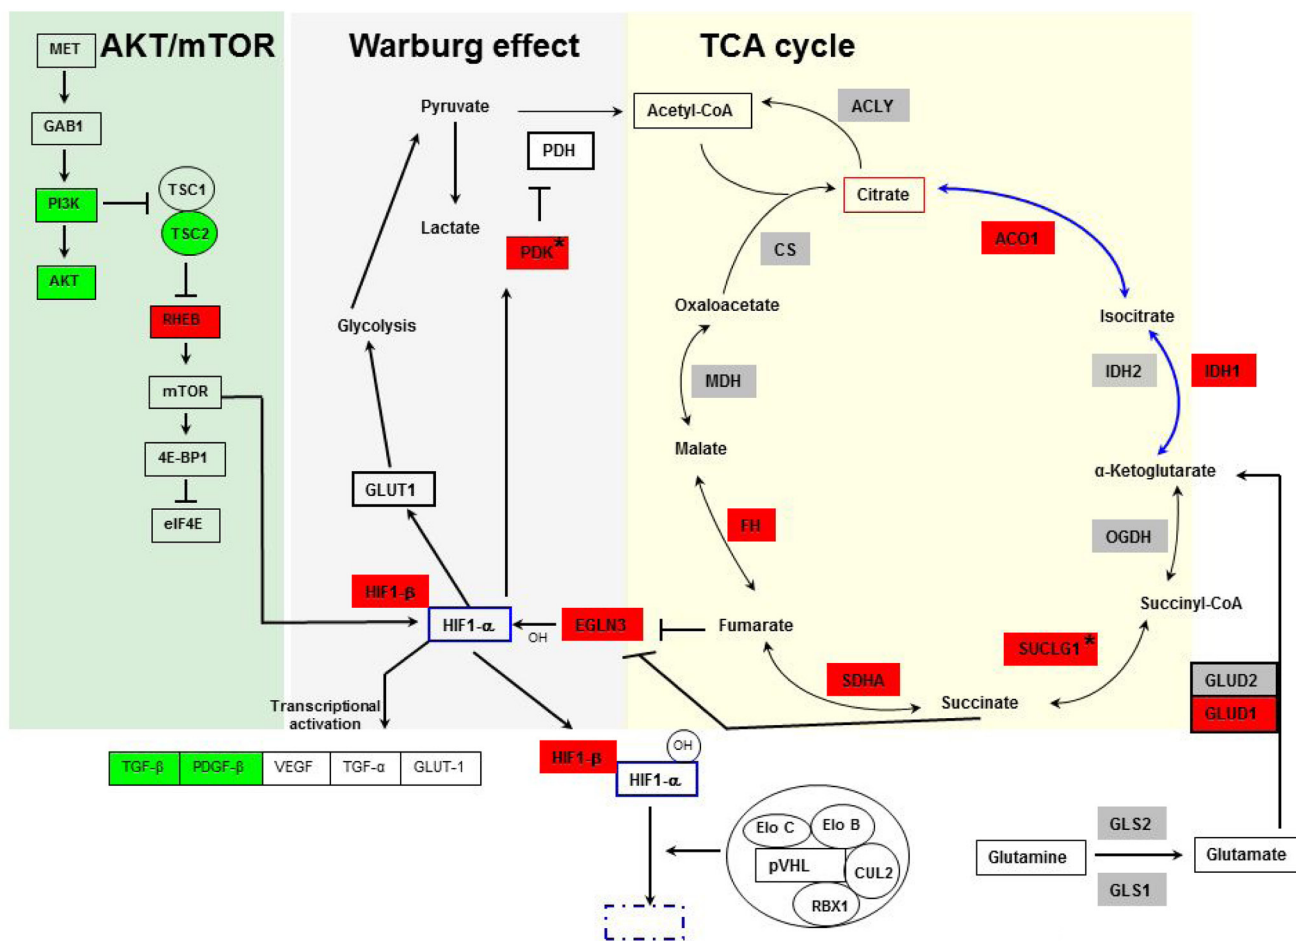 AKT/mTOR
Warburg effect
TCA cycle
MET
GAB1
PI3K
TSC1
TSC2
AKT
RHEB
mTOR
4E-BP1
eIF4E
Pyruvate
PDH
Lactate
PDK*
Glycolysis
GLUT1
HIF1-β
HIF1-α
OH
EGLN3
Transcriptional
activation
TGF-β
PDGF-β
VEGF
TGF-α
GLUT-1
Acetyl-CoA
ACLY
Citrate
CS
ACO1
Oxaloacetate
Isocitrate
MDH
IDH2
IDH1
Malate
α-Ketoglutarate
FH
OGDH
Fumarate
Succinyl-CoA
SUCLG1*
SDHA
Succinate
GLUD2
GLUD1
HIF1-β
OH
HIF1-α
Elo C
Elo B
pVHL
CUL2
RBX1
Glutamine
GLS2
GLS1
Glutamate